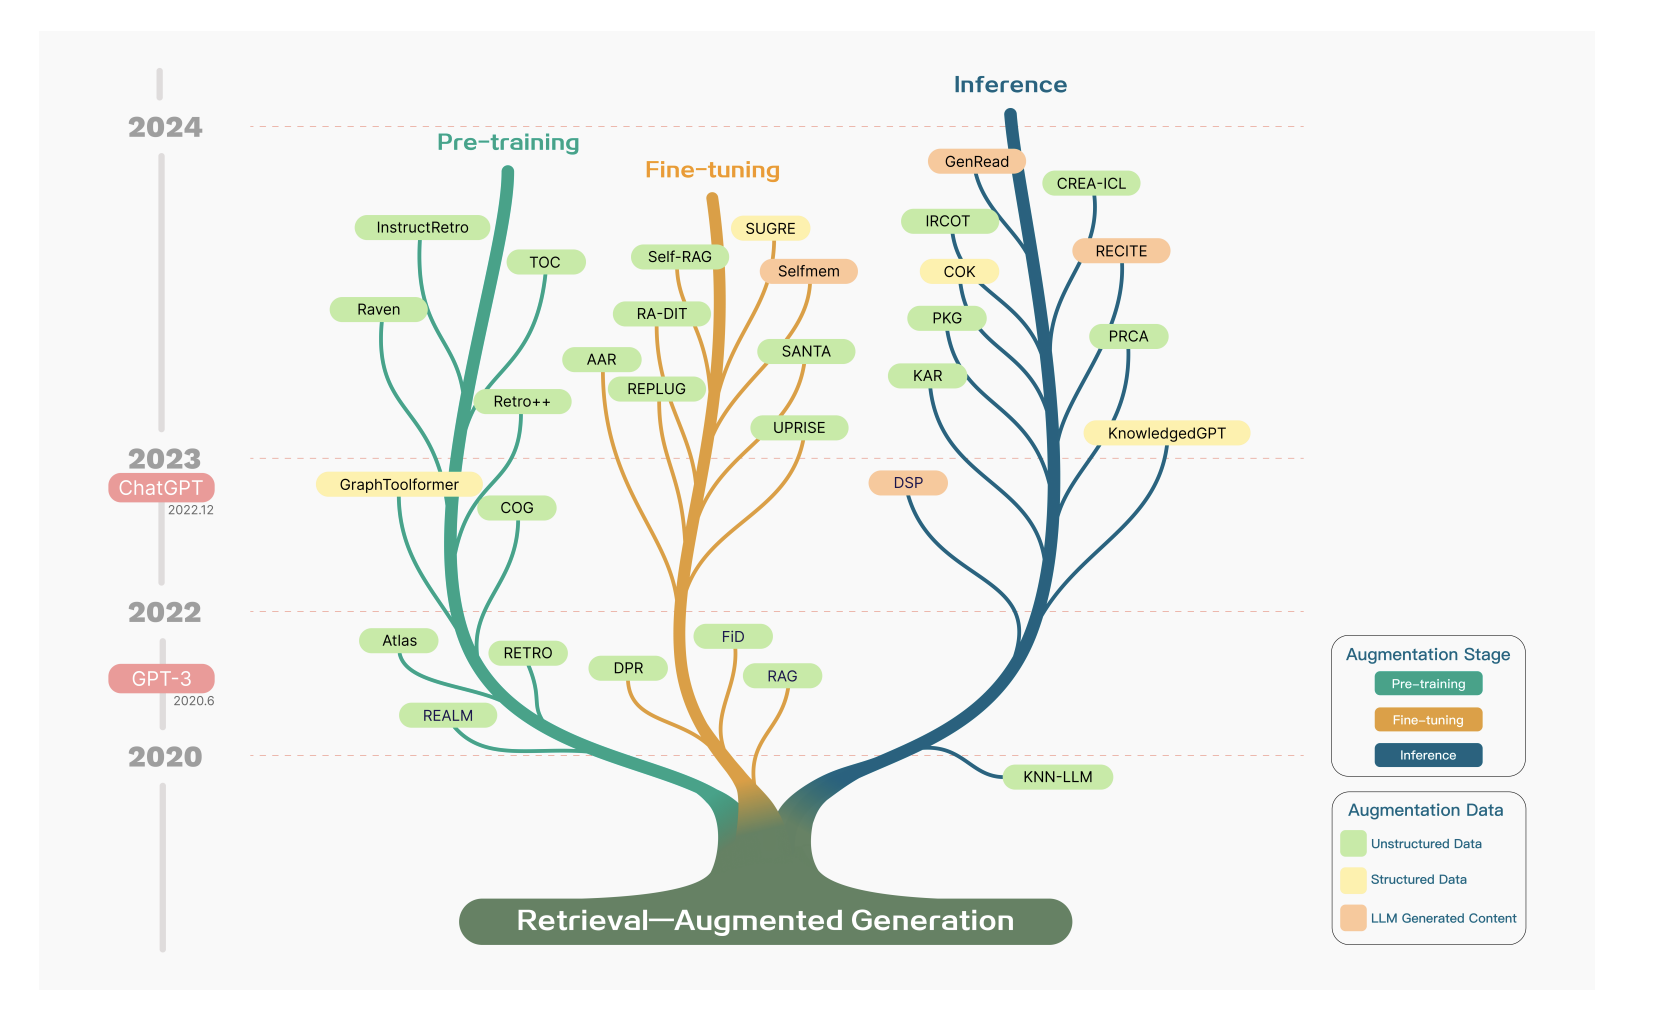 Inference
2024
Pre-training
GenRead
Fine-tuning
CREA-ICL
IRCOT
InstructRetro
SUGRE
RECITE
Self-RAG
TOC
Selfmem
COK
Raven
RA-DIT
PKG
PRCA
SANTA
AAR
KAR
REPLUG
Retro++
UPRISE
KnowledgedGPT
2023
ChatGPT
2022.12
GraphToolformer
DSP
COG
2022
FiD
Atlas
RETRO
DPR
RAG
GPT-3
2020.6
REALM
2020
KNN-LLM
Retrieval—Augmented Generation
Augmentation Stage
Pre-training
Fine-tuning
Inference
Augmentation Data
Unstructured Data
Structured Data
LLM Generated Content